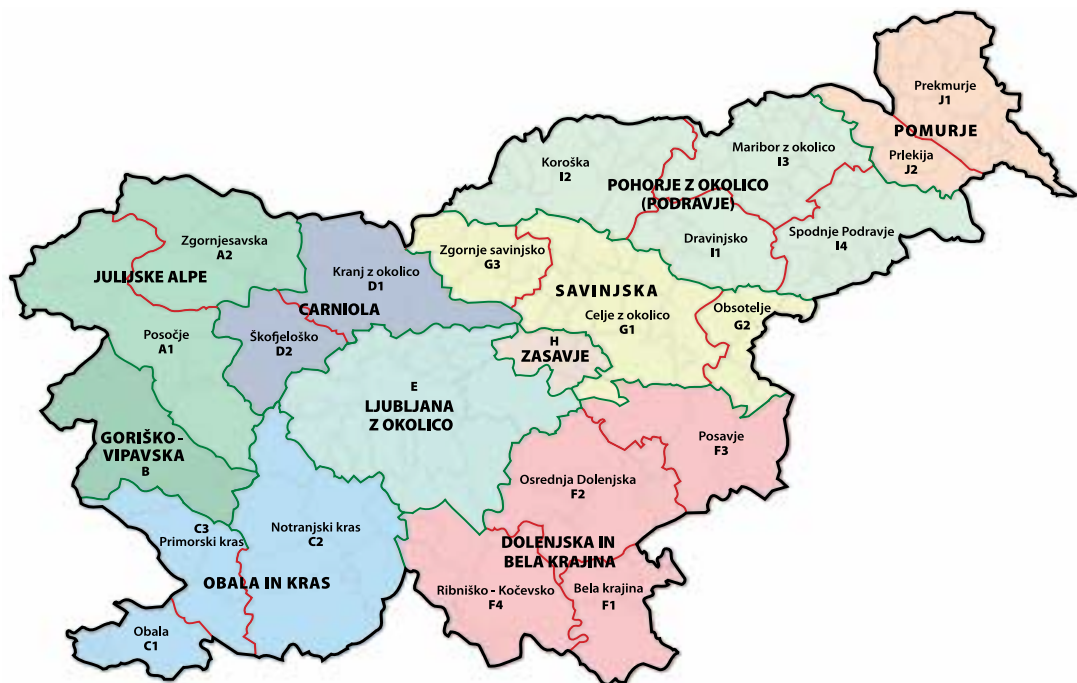 Prekmurje
J1
POMURJE
Prlekija
J2
Maribor z okolico
I3
Koroška
I2
POHORJE Z OKOLICO
(PODRAVJE)
Dravinjsko
I1
Spodnje Podravje
I4
Zgornjesavska
A2
JULIJSKE ALPE
Posočje
A1
Kranj z okolico
D1
CARNIOLA
Škofjeloško
D2
Zgornje savinjsko
G3
SAVINJSKA
Celje z okolico
G1
Obsotelje
G2
H
ZASAVJE
E
LJUBLJANA
Z OKOLICO
GORIŠKO-
VIPAVSKA
B
Posavje
F3
Osrednja Dolenjska
F2
DOLENJSKA IN
BELA KRAJINA
Ribniško - Kočevsko
F4
Bela krajina
F1
C3
Primorski kras
Notranjski kras
C2
OBALA IN KRAS
Obala
C1